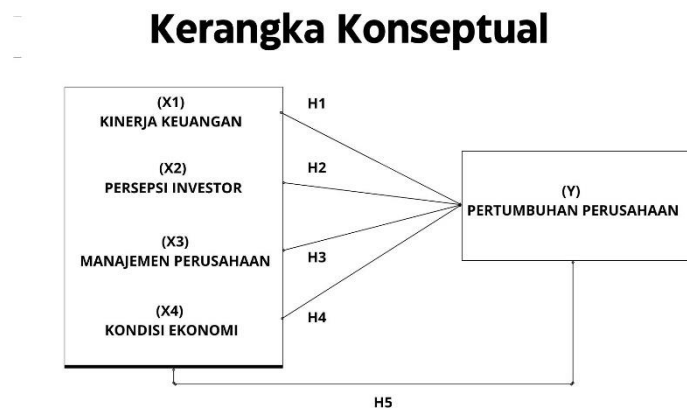 Kerangka Konseptual
(X1)
KINERJA KEUANGAN
(X2)
PERSEPSI INVESTOR
(X3)
MANAJEMEN PERUSAHAAN
(X4)
KONDISI EKONOMI
H1
H2
H3
H4
(Y)
PERTUMBUHAN PERUSAHAAN
H5